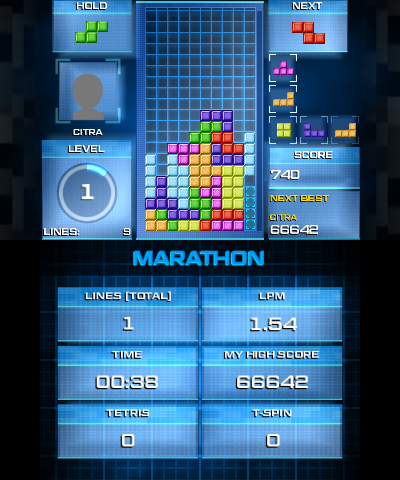 HOLD
NEXT
CITRA
LEVEL
1
LINES: 9
SCORE
740
NEXT BEST
CITRA
66642
MARATHON
LINES [TOTAL]
1
LPM
1.54
TIME
00:38
MY HIGH SCORE
66642
TETRIS
0
T-SPIN
0